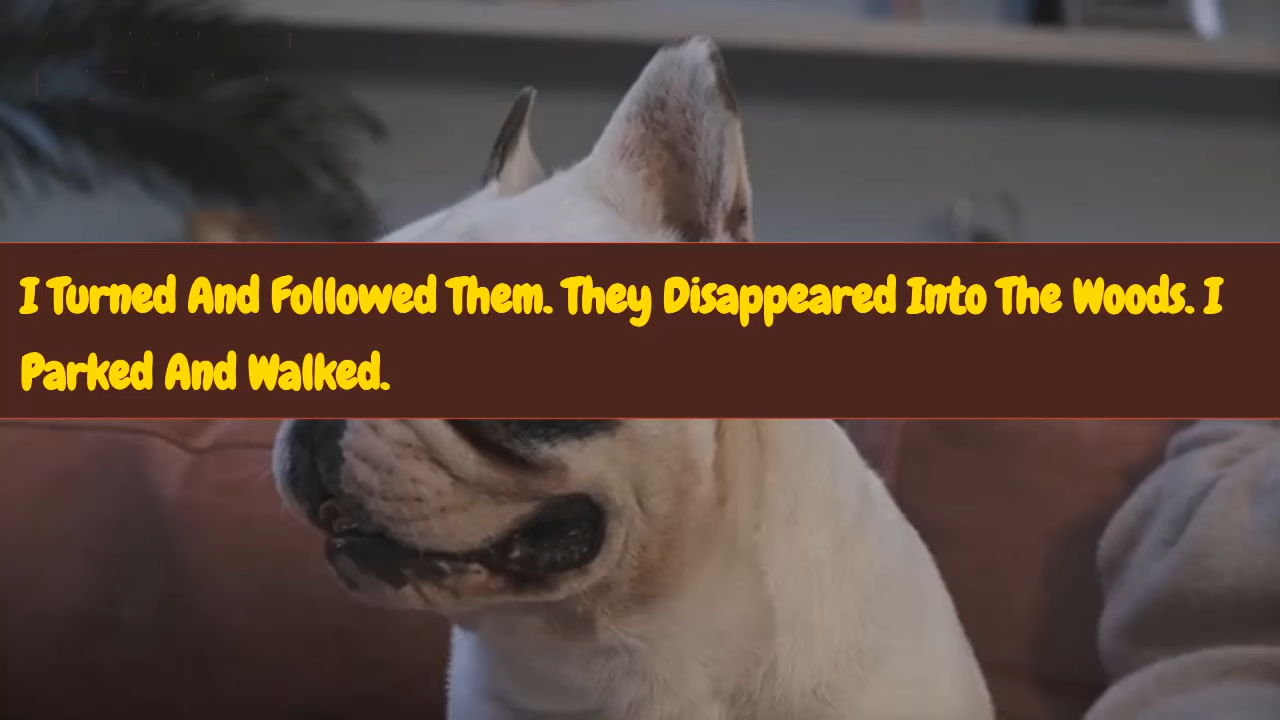 I Turned And Followed Them. They Disappeared Into The Woods. I
Parked And Walked.